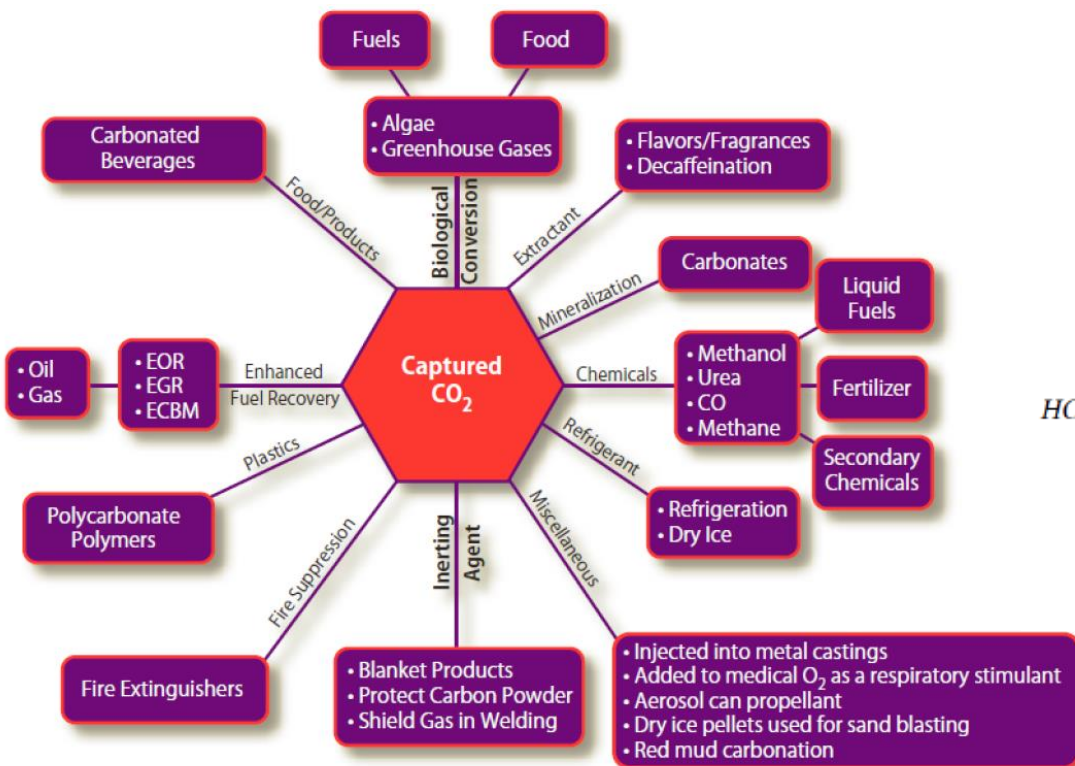 Fuels
Food
• Algae
• Greenhouse Gases
Carbonated
Beverages
• Flavors/Fragrances
• Decaffeination
Food/Products
Biological
Conversion
Extractant
Mineralization
Carbonates
Liquid
Fuels
• Oil
• Gas
• EOR
• EGR
• ECBM
Enhanced
Fuel Recovery
Captured
CO₂
Chemicals
• Methanol
• Urea
• CO
• Methane
Fertilizer
Secondary
Chemicals
Plastics
Polycarbonate
Polymers
Refrigerant
• Refrigeration
• Dry Ice
Fire Suppression
Fire Extinguishers
Inerting
Agent
• Blanket Products
• Protect Carbon Powder
• Shield Gas in Welding
Miscellaneous
• Injected into metal castings
• Added to medical O₂ as a respiratory stimulant
• Aerosol can propellant
• Dry ice pellets used for sand blasting
• Red mud carbonation